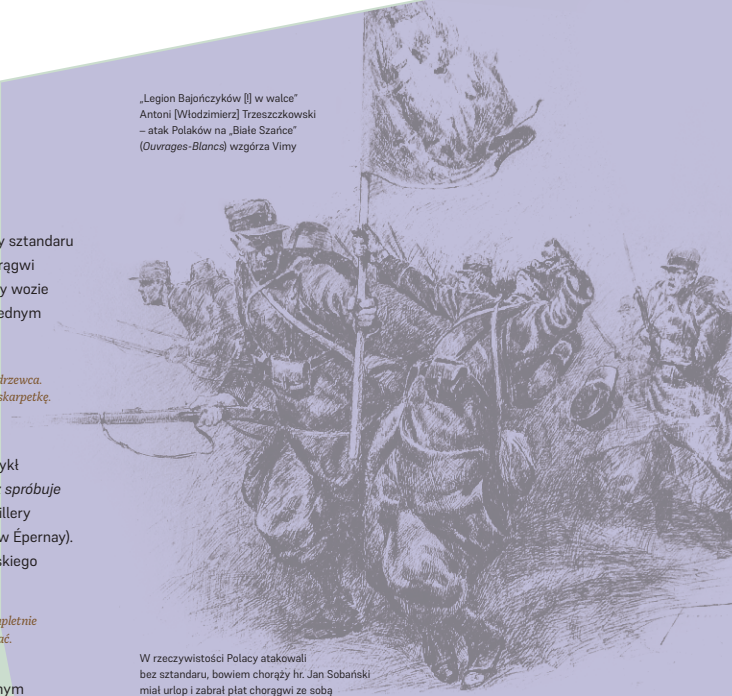 „Legion Bajończyków [!] w walce”
Antoni [Włodzimierz] Trzeszczkowski
– atak Polaków na „Białe Szańce”
(Ouvrages-Blancs) wzgórza Vimy
y sztandaru
rągwi
y wozie
ednym
drzewca.
skarpetkę.
ykł
spróbuje
illery
w Épernay).
skiego
pletnie
ać.
nym
W rzeczywistości Polacy atakowali
bez sztandaru, bowiem chorąży hr. Jan Sobański
miał urlop i zabrał płat chorągwi ze sobą